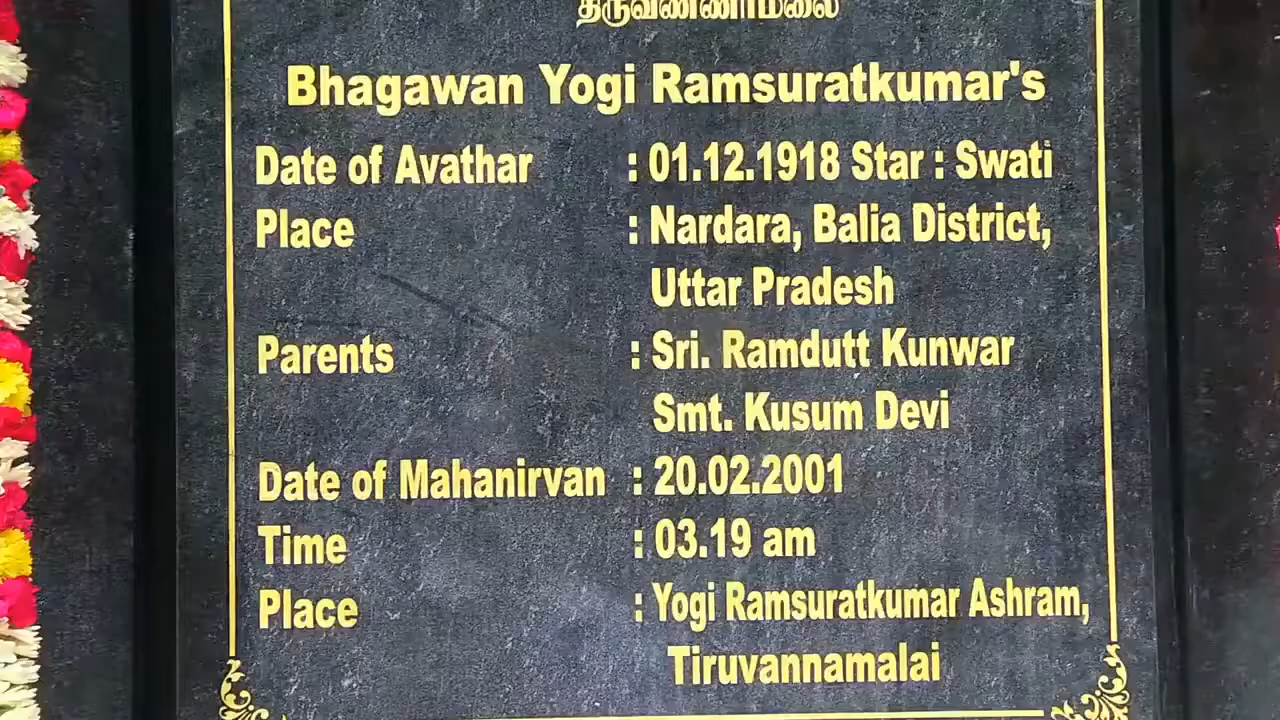 திருவண்ணாமலை
Bhagawan Yogi Ramsuratkumar's
Date of Avathar : 01.12.1918 Star : Swati
Place : Nardara, Balia District,
Uttar Pradesh
Parents : Sri. Ramdutt Kunwar
Smt. Kusum Devi
Date of Mahanirvan : 20.02.2001
Time : 03.19 am
Place : Yogi Ramsuratkumar Ashram,
Tiruvannamalai